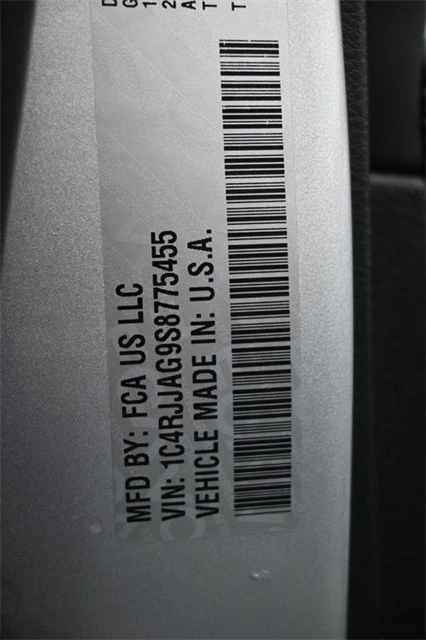 MFD BY: FCA US LLC
VIN: 1C4RJJAG9S8775455
VEHICLE MADE IN: U.S.A.